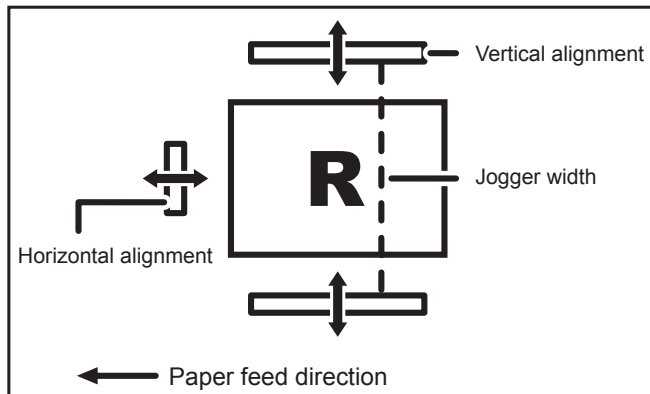 Vertical alignment
R
Jogger width
Horizontal alignment
Paper feed direction